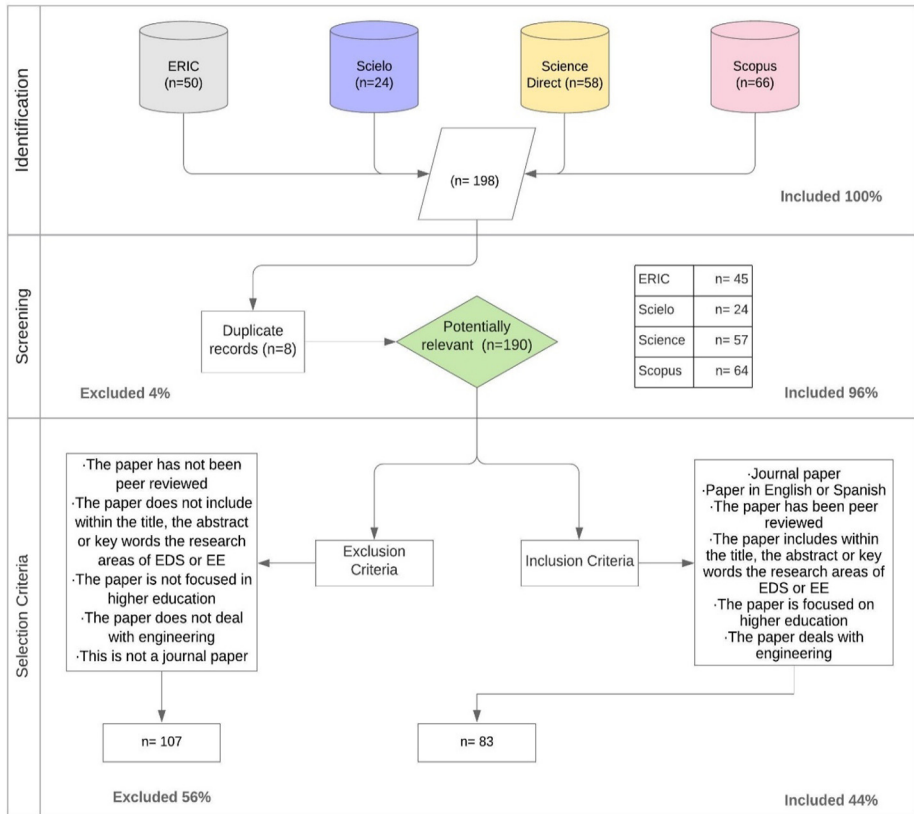 Identification
ERIC
(n=50)
Scielo
(n=24)
Science
Direct (n=58)
Scopus
(n=66)
(n= 198)
Included 100%
Screening
Duplicate
records (n=8)
Potentially
relevant (n=190)
ERIC n= 45
Scielo n= 24
Science n= 57
Scopus n= 64
Excluded 4%
Included 96%
Selection Criteria
·The paper has not been
peer reviewed
·The paper does not include
within the title, the abstract
or key words the research
areas of EDS or EE
·The paper is not focused in
higher education
·The paper does not deal
with engineering
·This is not a journal paper
Exclusion
Criteria
Inclusion Criteria
·Journal paper
·Paper in English or Spanish
·The paper has been peer
reviewed
·The paper includes within
the title, the abstract or key
words the research areas of
EDS or EE
·The paper is focused on
higher education
·The paper deals with
engineering
n= 107
n= 83
Excluded 56%
Included 44%